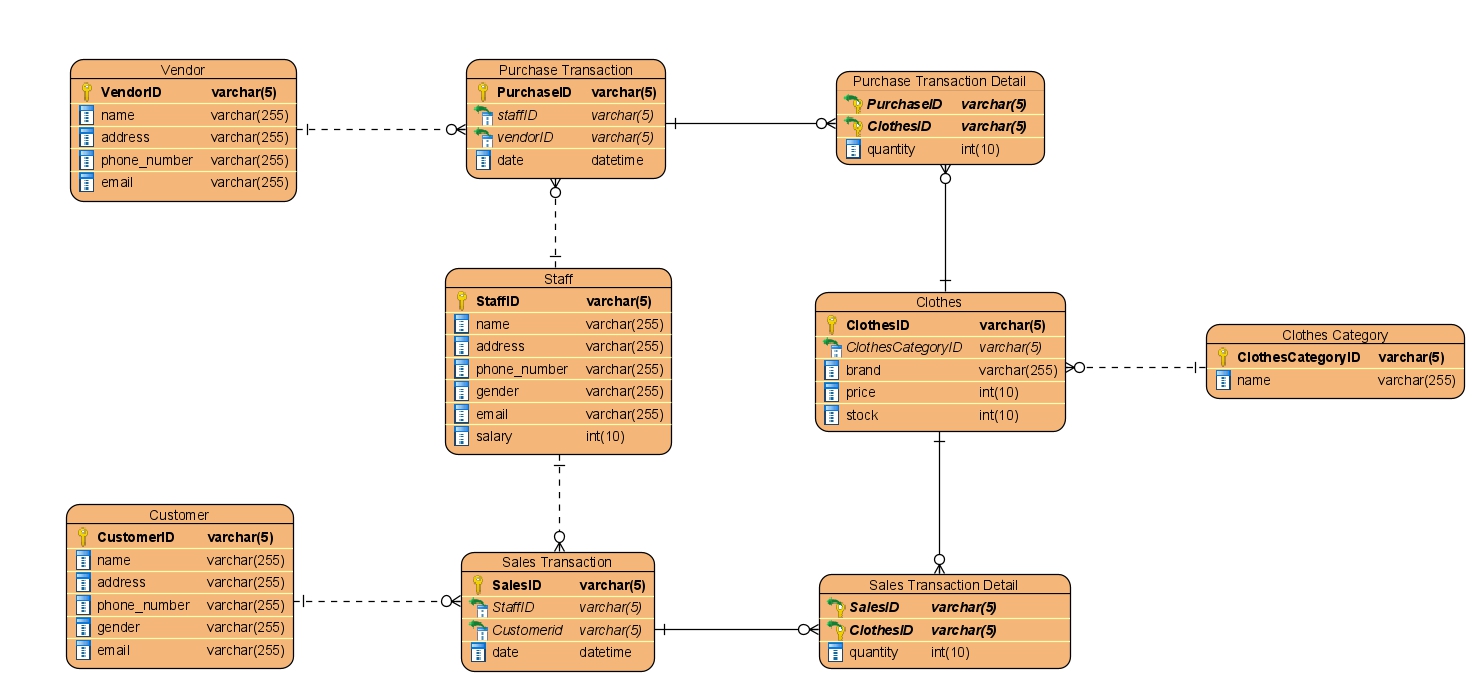 Vendor
VendorID varchar(5)
name varchar(255)
address varchar(255)
phone_number varchar(255)
email varchar(255)
Purchase Transaction
PurchaseID varchar(5)
staffID varchar(5)
vendorID varchar(5)
date datetime
Purchase Transaction Detail
PurchaseID varchar(5)
ClothesID varchar(5)
quantity int(10)
Staff
StaffID varchar(5)
name varchar(255)
address varchar(255)
phone_number varchar(255)
gender varchar(255)
email varchar(255)
salary int(10)
Clothes
ClothesID varchar(5)
ClothesCategoryID varchar(5)
brand varchar(255)
price int(10)
stock int(10)
Clothes Category
ClothesCategoryID varchar(5)
name varchar(255)
Customer
CustomerID varchar(5)
name varchar(255)
address varchar(255)
phone_number varchar(255)
gender varchar(255)
email varchar(255)
Sales Transaction
SalesID varchar(5)
StaffID varchar(5)
Customerid varchar(5)
date datetime
Sales Transaction Detail
SalesID varchar(5)
ClothesID varchar(5)
quantity int(10)